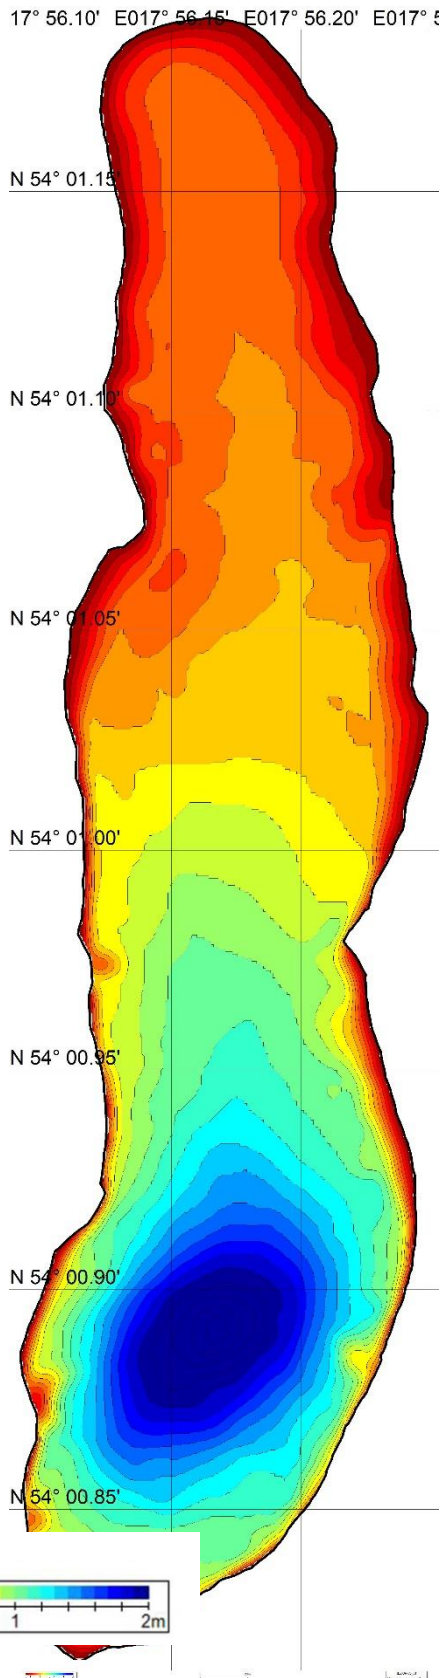 17° 56.10' E017° 56.15' E017° 56.20' E017° 5
N 54° 01.15'
N 54° 01.10'
N 54° 01.05'
N 54° 01.00'
N 54° 00.95'
N 54° 00.90'
N 54° 00.85'
1 2m